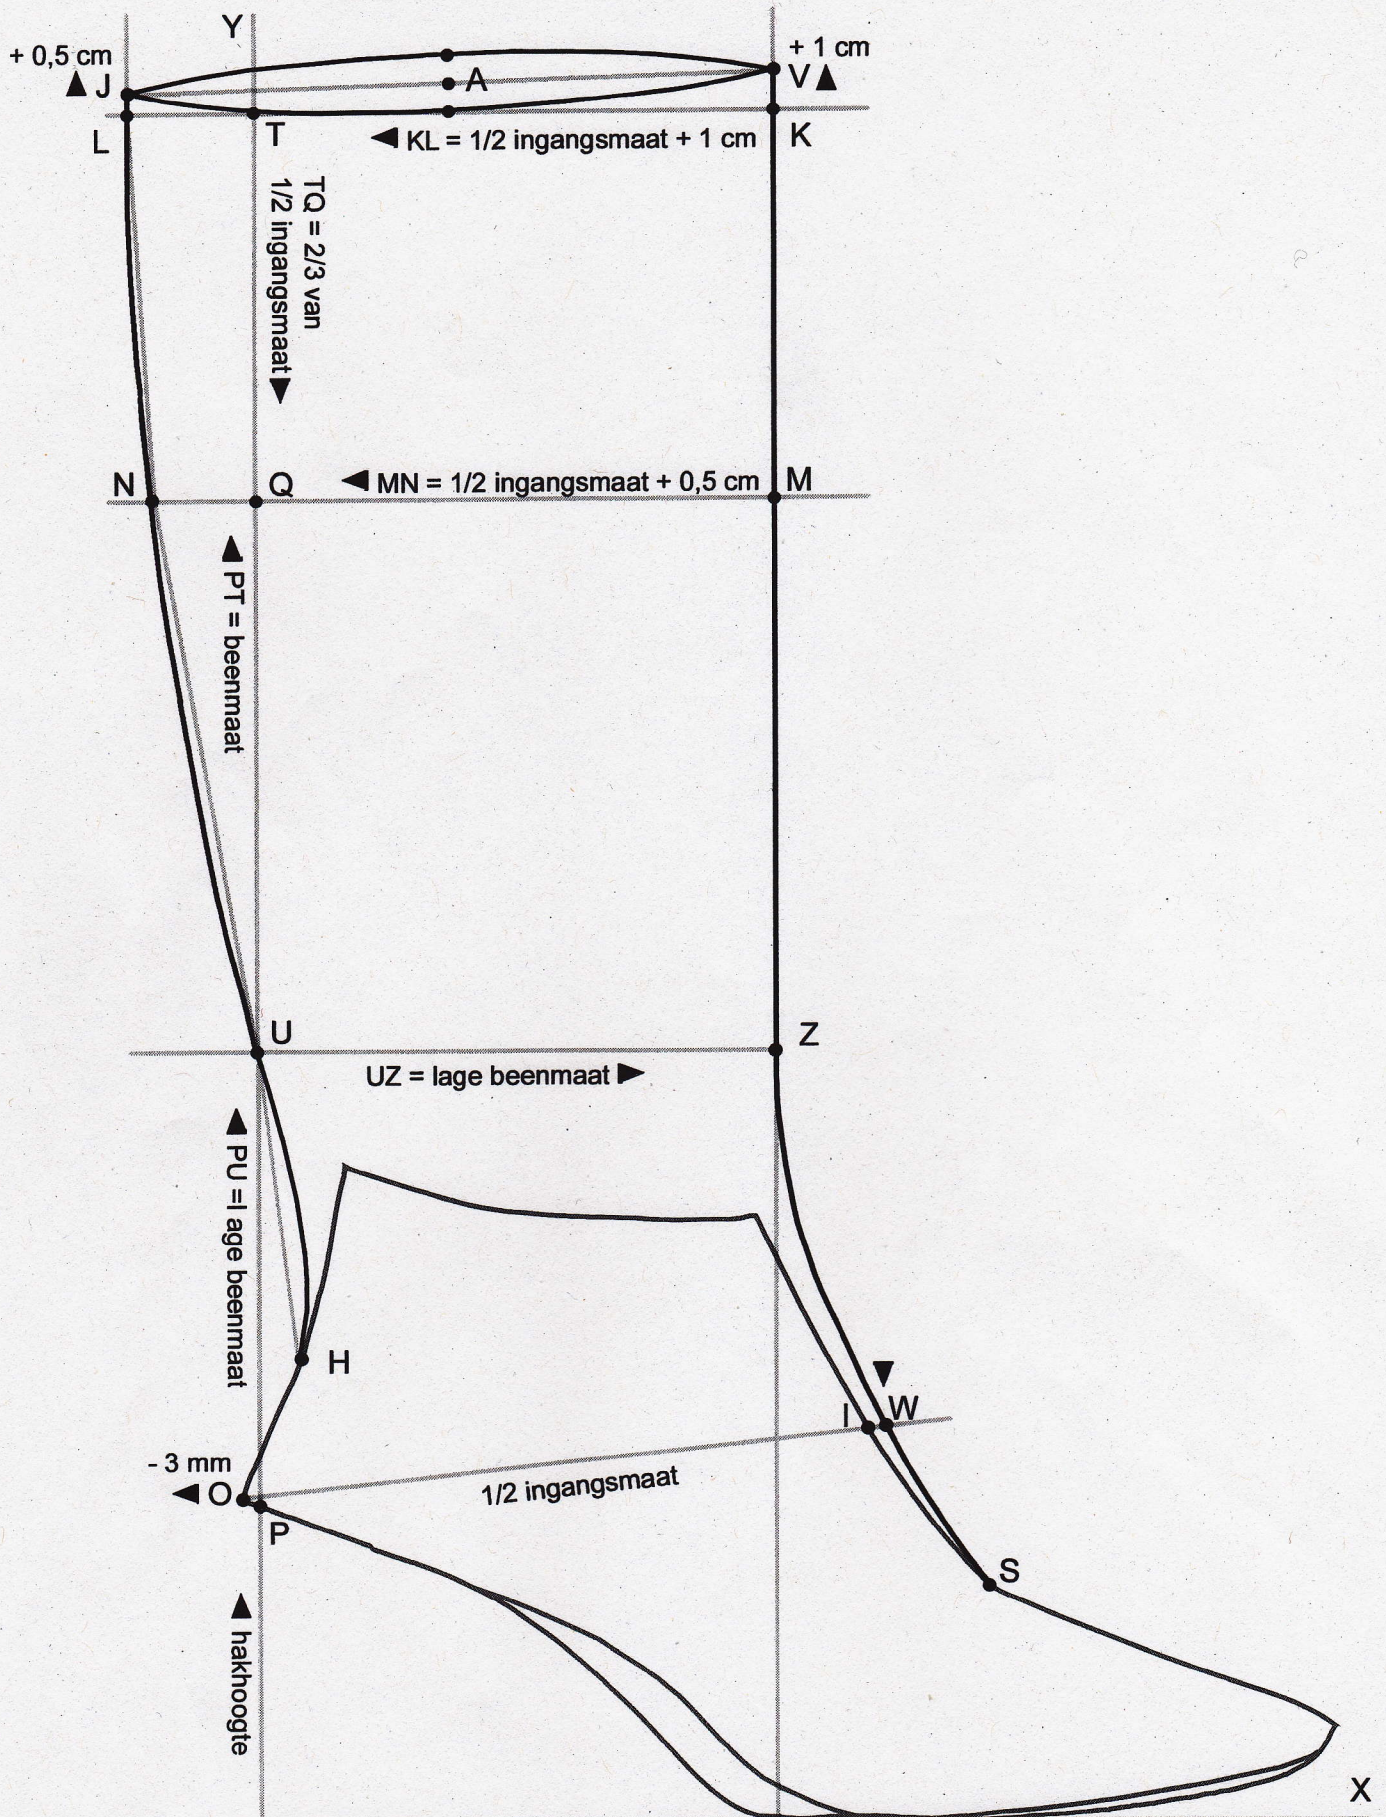 Y
+ 0,5 cm
+ 1 cm
J
A
V
L
T
KL = 1/2 ingangsmaat + 1 cm
K
TQ = 2/3 van
1/2 ingangsmaat
N
Q
MN = 1/2 ingangsmaat + 0,5 cm
M
PT = beenmaat
U
Z
UZ = lage beenmaat
PU =l age beenmaat
H
I
W
- 3 mm
O
1/2 ingangsmaat
P
S
hakhoogte
X